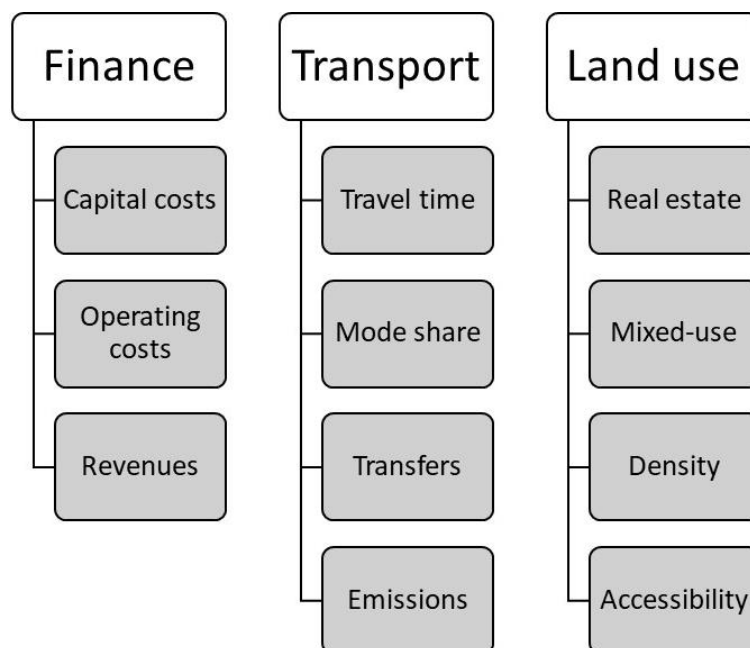 Finance
Capital costs
Operating
costs
Revenues
Transport
Travel time
Mode share
Transfers
Emissions
Land use
Real estate
Mixed-use
Density
Accessibility